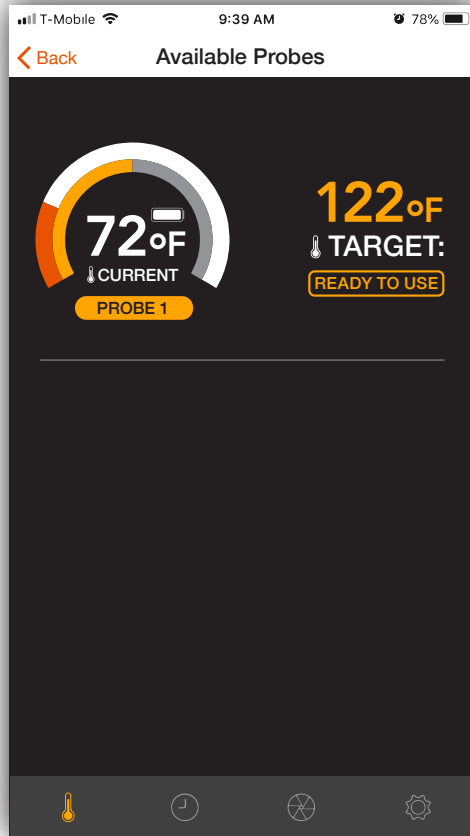 T-Mobile 9:39 AM 78%
Back Available Probes
72°F
CURRENT
PROBE 1
122°F
TARGET:
READY TO USE